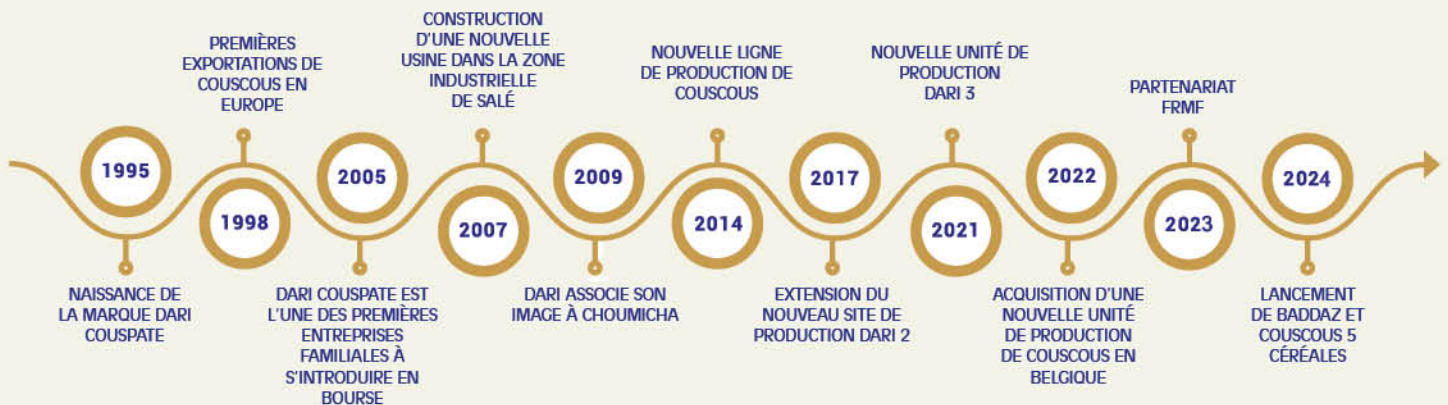 1995
NAISSANCE DE
LA MARQUE DARI
COUSPATE
PREMIÈRES
EXPORTATIONS DE
COUSCOUS EN
EUROPE
1998
2005
DARI COUSPATE EST
L'UNE DES PREMIÈRES
ENTREPRISES
FAMILIALES À
S'INTRODUIRE EN
BOURSE
CONSTRUCTION
D'UNE NOUVELLE
USINE DANS LA ZONE
INDUSTRIELLE
DE SALÉ
2007
2009
DARI ASSOCIE SON
IMAGE À CHOUMICHA
NOUVELLE LIGNE
DE PRODUCTION DE
COUSCOUS
2014
2017
EXTENSION DU
NOUVEAU SITE DE
PRODUCTION DARI 2
NOUVELLE UNITÉ DE
PRODUCTION
DARI 3
2021
2022
ACQUISITION D'UNE
NOUVELLE UNITÉ
DE PRODUCTION
DE COUSCOUS EN
BELGIQUE
PARTENARIAT
FRMF
2023
2024
LANCEMENT
DE BADDAZ ET
COUSCOUS 5
CÉRÉALES